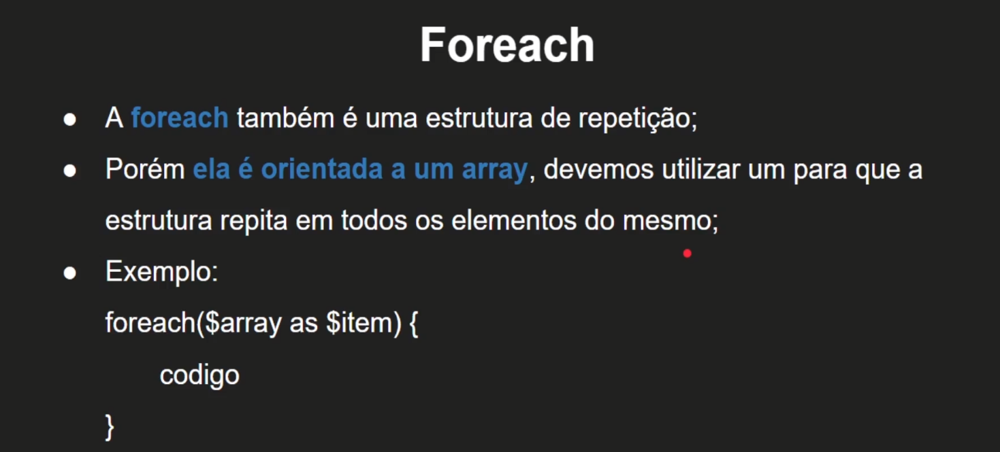 Foreach
● A foreach também é uma estrutura de repetição;
● Porém ela é orientada a um array, devemos utilizar um para que a
estrutura repita em todos os elementos do mesmo;
● Exemplo:
foreach($array as $item) {
codigo
}